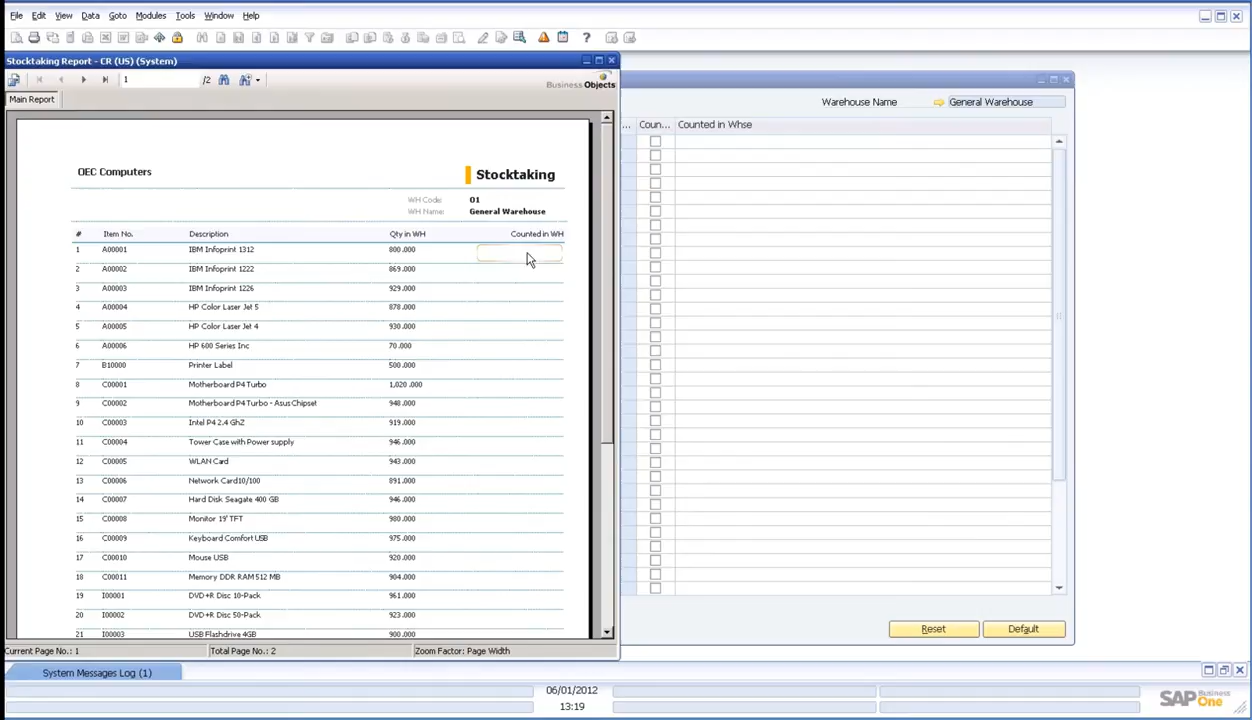 File Edit View Data Goto Modules Tools Window Help
Stocktaking Report - CR (US) (System)
1 /2
Business Objects
Main Report
Warehouse Name General Warehouse
... Coun... Counted in Whse
OEC Computers Stocktaking
WH Code: 01
WH Name: General Warehouse
# Item No. Description Qty in WH Counted in WH
1 A00001 IBM Infoprint 1312 800.000
2 A00002 IBM Infoprint 1222 869.000
3 A00003 IBM Infoprint 1226 929.000
4 A00004 HP Color Laser Jet 5 878.000
5 A00005 HP Color Laser Jet 4 930.000
6 A00006 HP 600 Series Inc 70.000
7 B10000 Printer Label 500.000
8 C00001 Motherboard P4 Turbo 1,020.000
9 C00002 Motherboard P4 Turbo - Asus Chipset 948.000
10 C00003 Intel P4 2.4 GhZ 919.000
11 C00004 Tower Case with Power supply 946.000
12 C00005 WLAN Card 943.000
13 C00006 Network Card10/100 891.000
14 C00007 Hard Disk Seagate 400 GB 946.000
15 C00008 Monitor 19' TFT 980.000
16 C00009 Keyboard Comfort USB 975.000
17 C00010 Mouse USB 920.000
18 C00011 Memory DDR RAM 512 MB 904.000
19 I00001 DVD+R Disc 10-Pack 961.000
20 I00002 DVD+R Disc 50-Pack 923.000
21 I00003 USB Flashdrive 4GB 900.000
Reset Default
Current Page No.: 1 Total Page No.: 2 Zoom Factor: Page Width
System Messages Log (1)
06/01/2012
13:19
SAP Business One